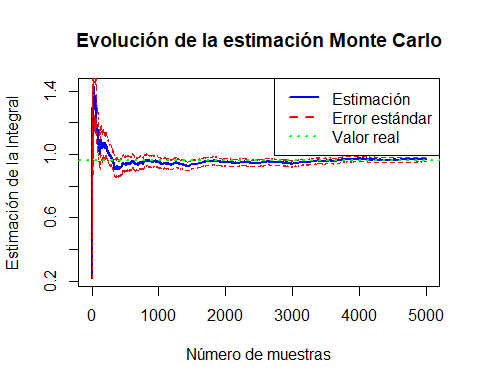 Evolución de la estimación Monte Carlo
Estimación de la Integral
1.4
1.0
0.6
0.2
Estimación
Error estándar
Valor real
0 1000 2000 3000 4000 5000
Número de muestras